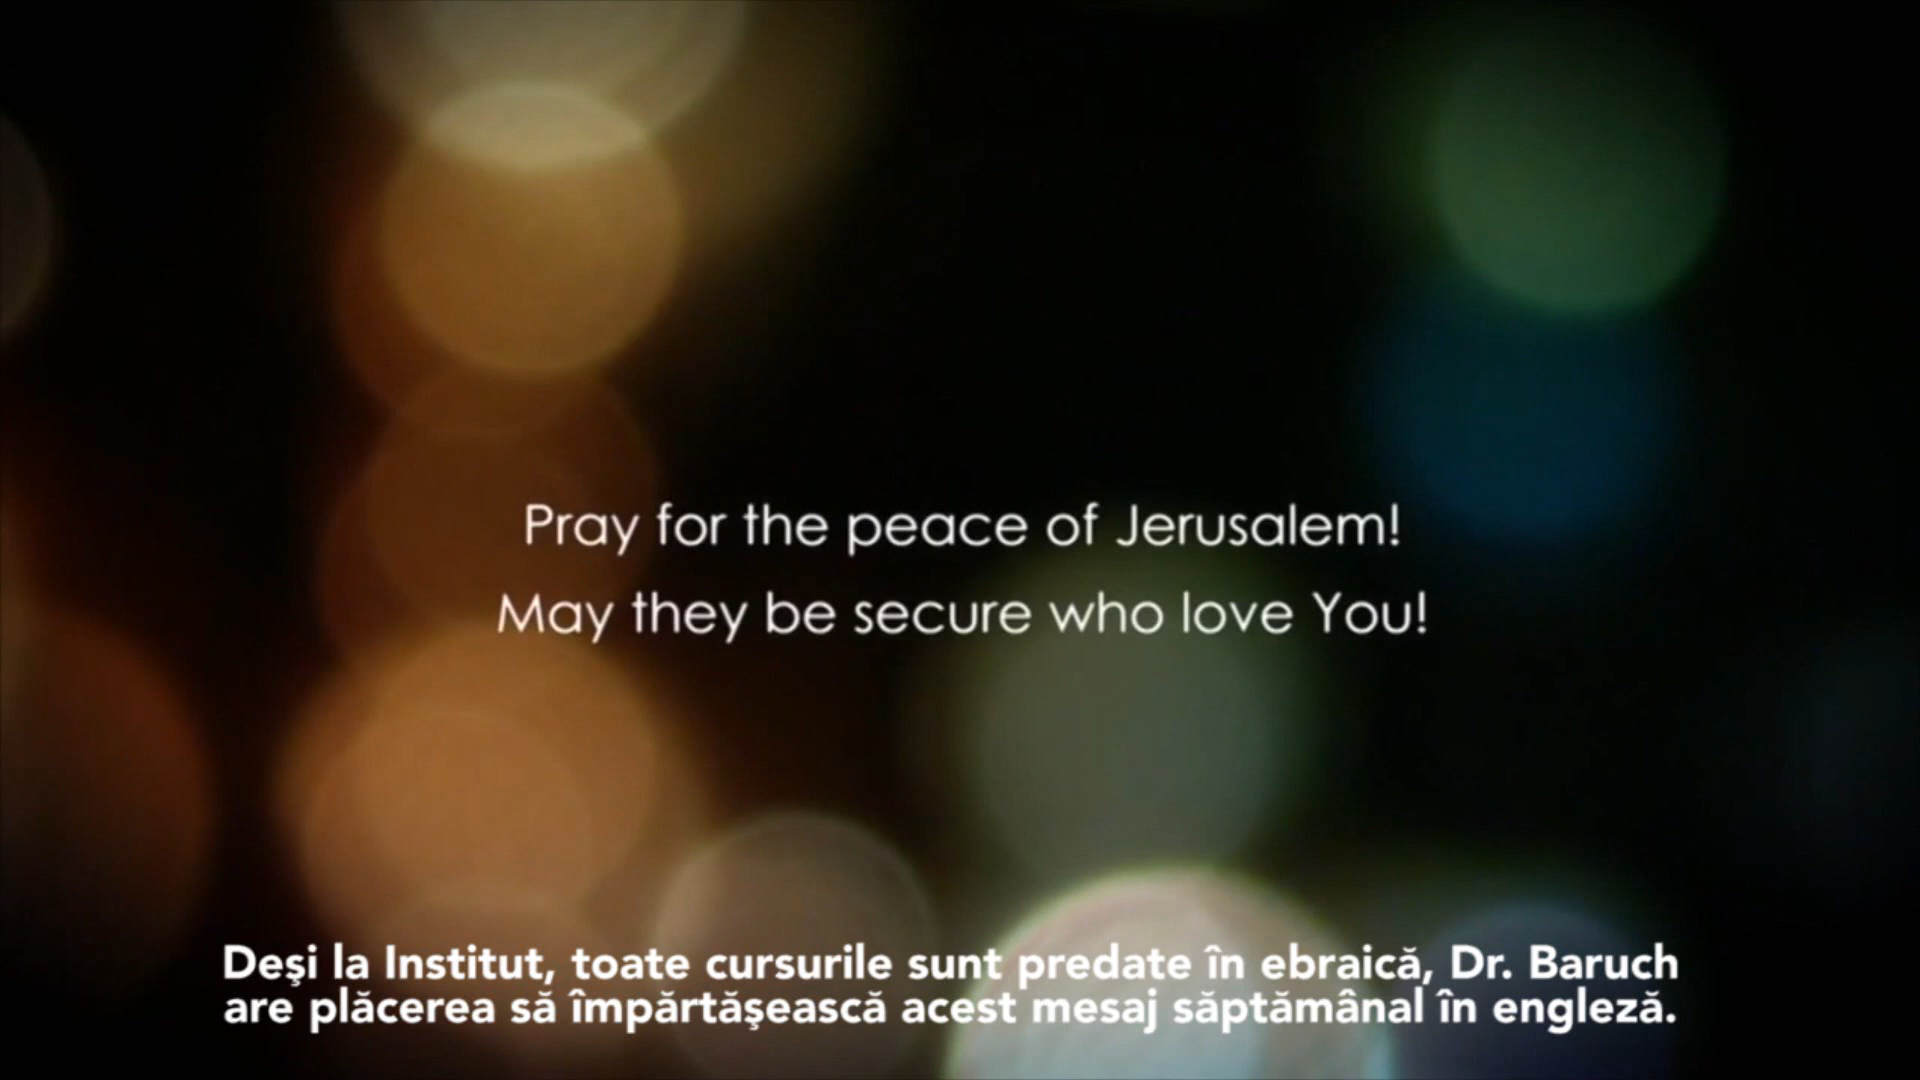 Pray for the peace of Jerusalem!
May they be secure who love You!
Deşi la Institut, toate cursurile sunt predate în ebraică, Dr. Baruch
are plăcerea să împărtăşească acest mesaj săptămânal în engleză.